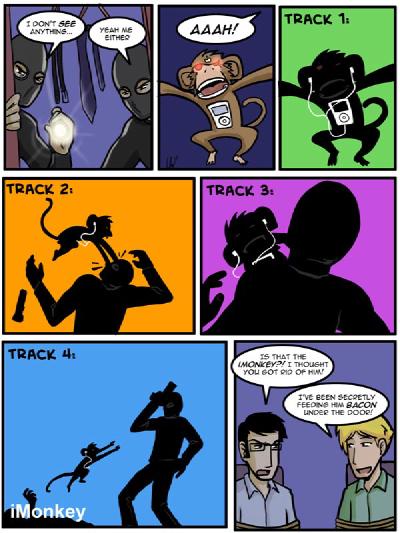 I DON'T SEE
ANYTHING...
YEAH ME
EITHER
AAAH!
TRACK 1:
TRACK 2:
TRACK 3:
TRACK 4:
iMonkey
IS THAT THE
IMONKEY?! I THOUGHT
YOU GOT RID OF HIM!
I'VE BEEN SECRETLY
FEEDING HIM BACON
UNDER THE DOOR!